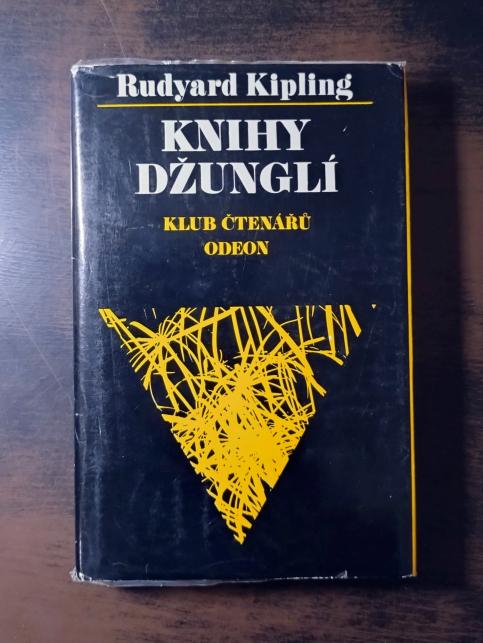 Rudyard Kipling
KNIHY
DŽUNGLÍ
KLUB ČTENÁŘŮ
ODEON